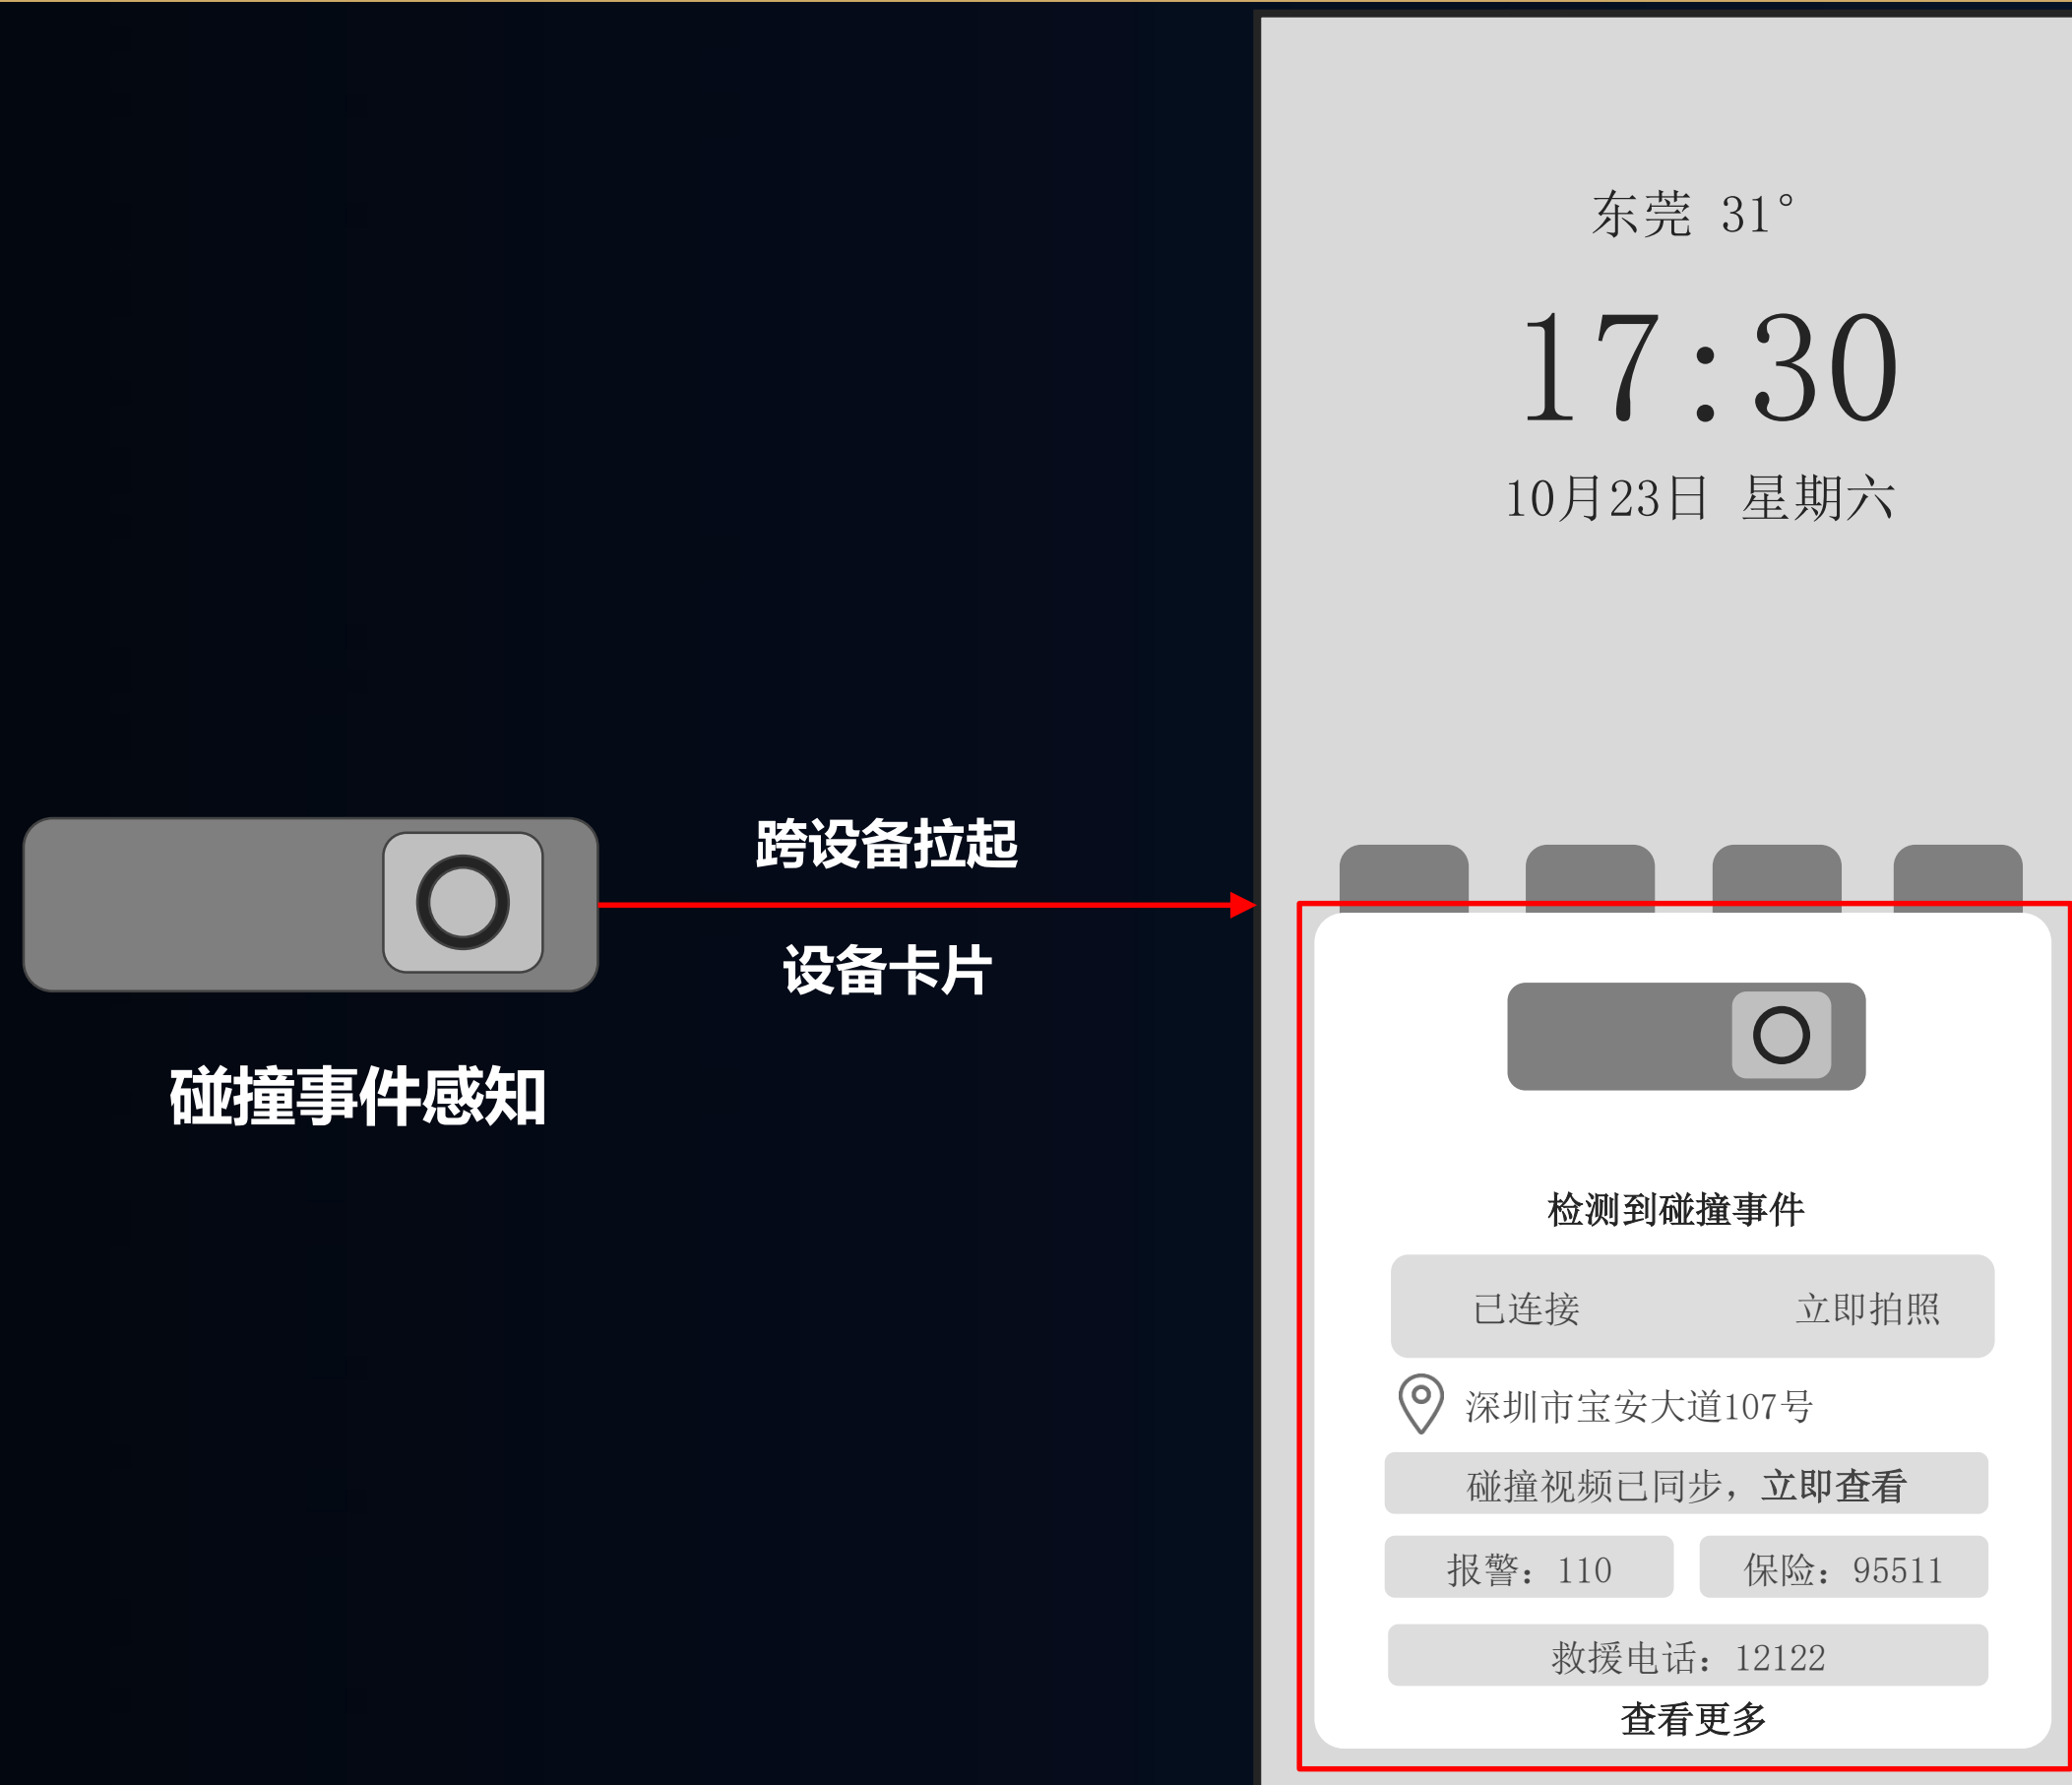 东莞 31°
17:30
10月23日 星期六
跨设备拉起
设备卡片
碰撞事件感知
检测到碰撞事件
已连接 立即拍照
深圳市宝安大道107号
碰撞视频已同步，立即查看
报警：110 保险：95511
救援电话：12122
查看更多